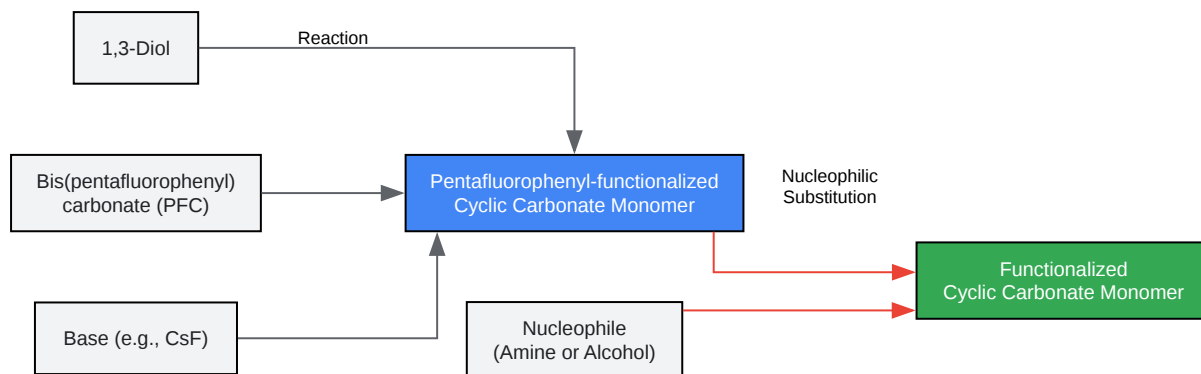 1,3-Diol
Reaction
Bis(pentafluorophenyl)
carbonate (PFC)
Pentafluorophenyl-functionalized
Cyclic Carbonate Monomer
Nucleophilic
Substitution
Functionalized
Cyclic Carbonate Monomer
Base (e.g., CsF)
Nucleophile
(Amine or Alcohol)